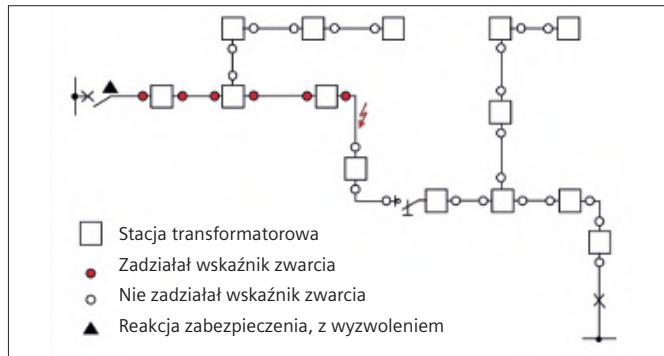 Stacja transformatorowa
Zadziałał wskaźnik zwarcia
Nie zadziałał wskaźnik zwarcia
Reakcja zabezpieczenia, z wyzwoleniem